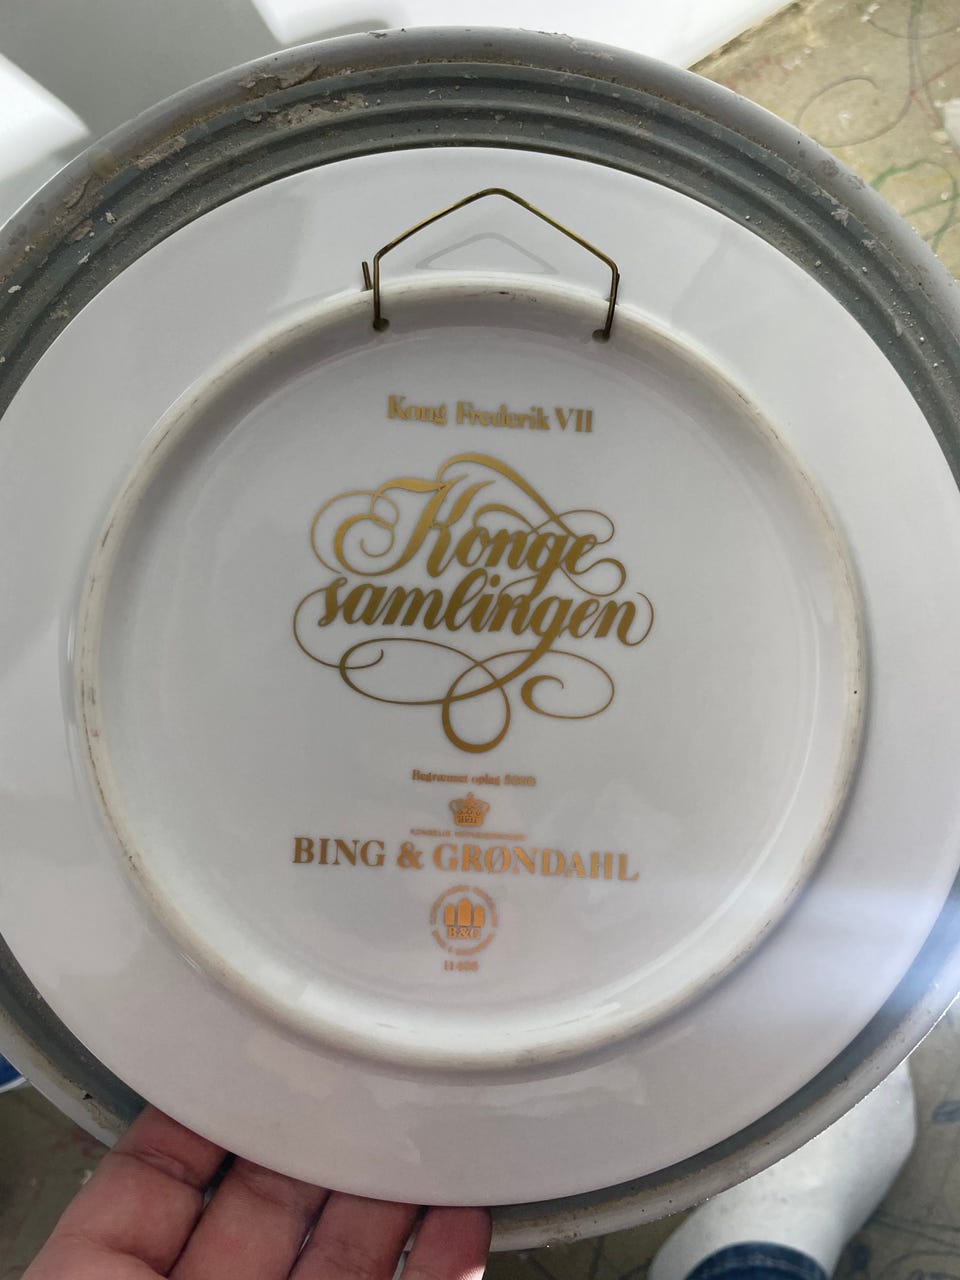 Kong Frederik VII
Konge
samlingen
Begrænset oplag 5000
BING & GRØNDAHL
B&G